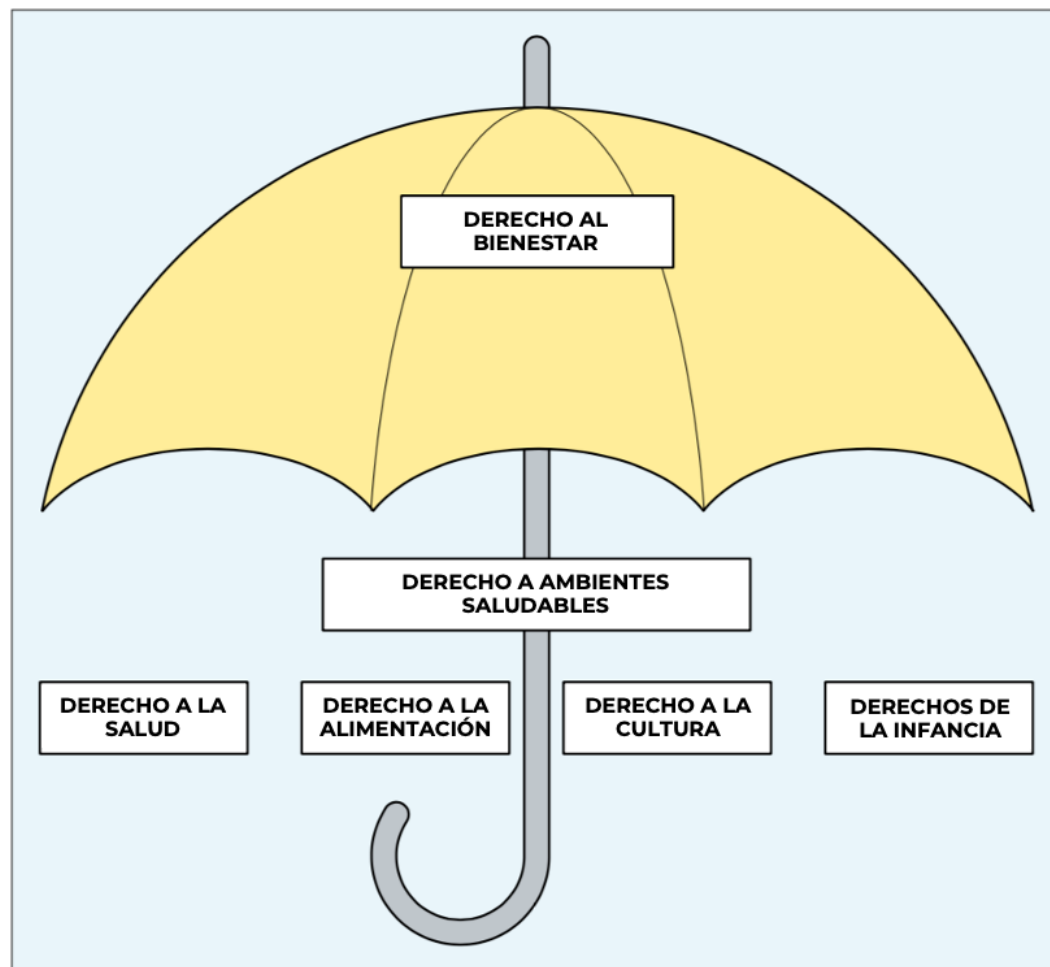 DERECHO AL
BIENESTAR
DERECHO A AMBIENTES
SALUDABLES
DERECHO A LA
SALUD
DERECHO A LA
ALIMENTACIÓN
DERECHO A LA
CULTURA
DERECHOS DE
LA INFANCIA